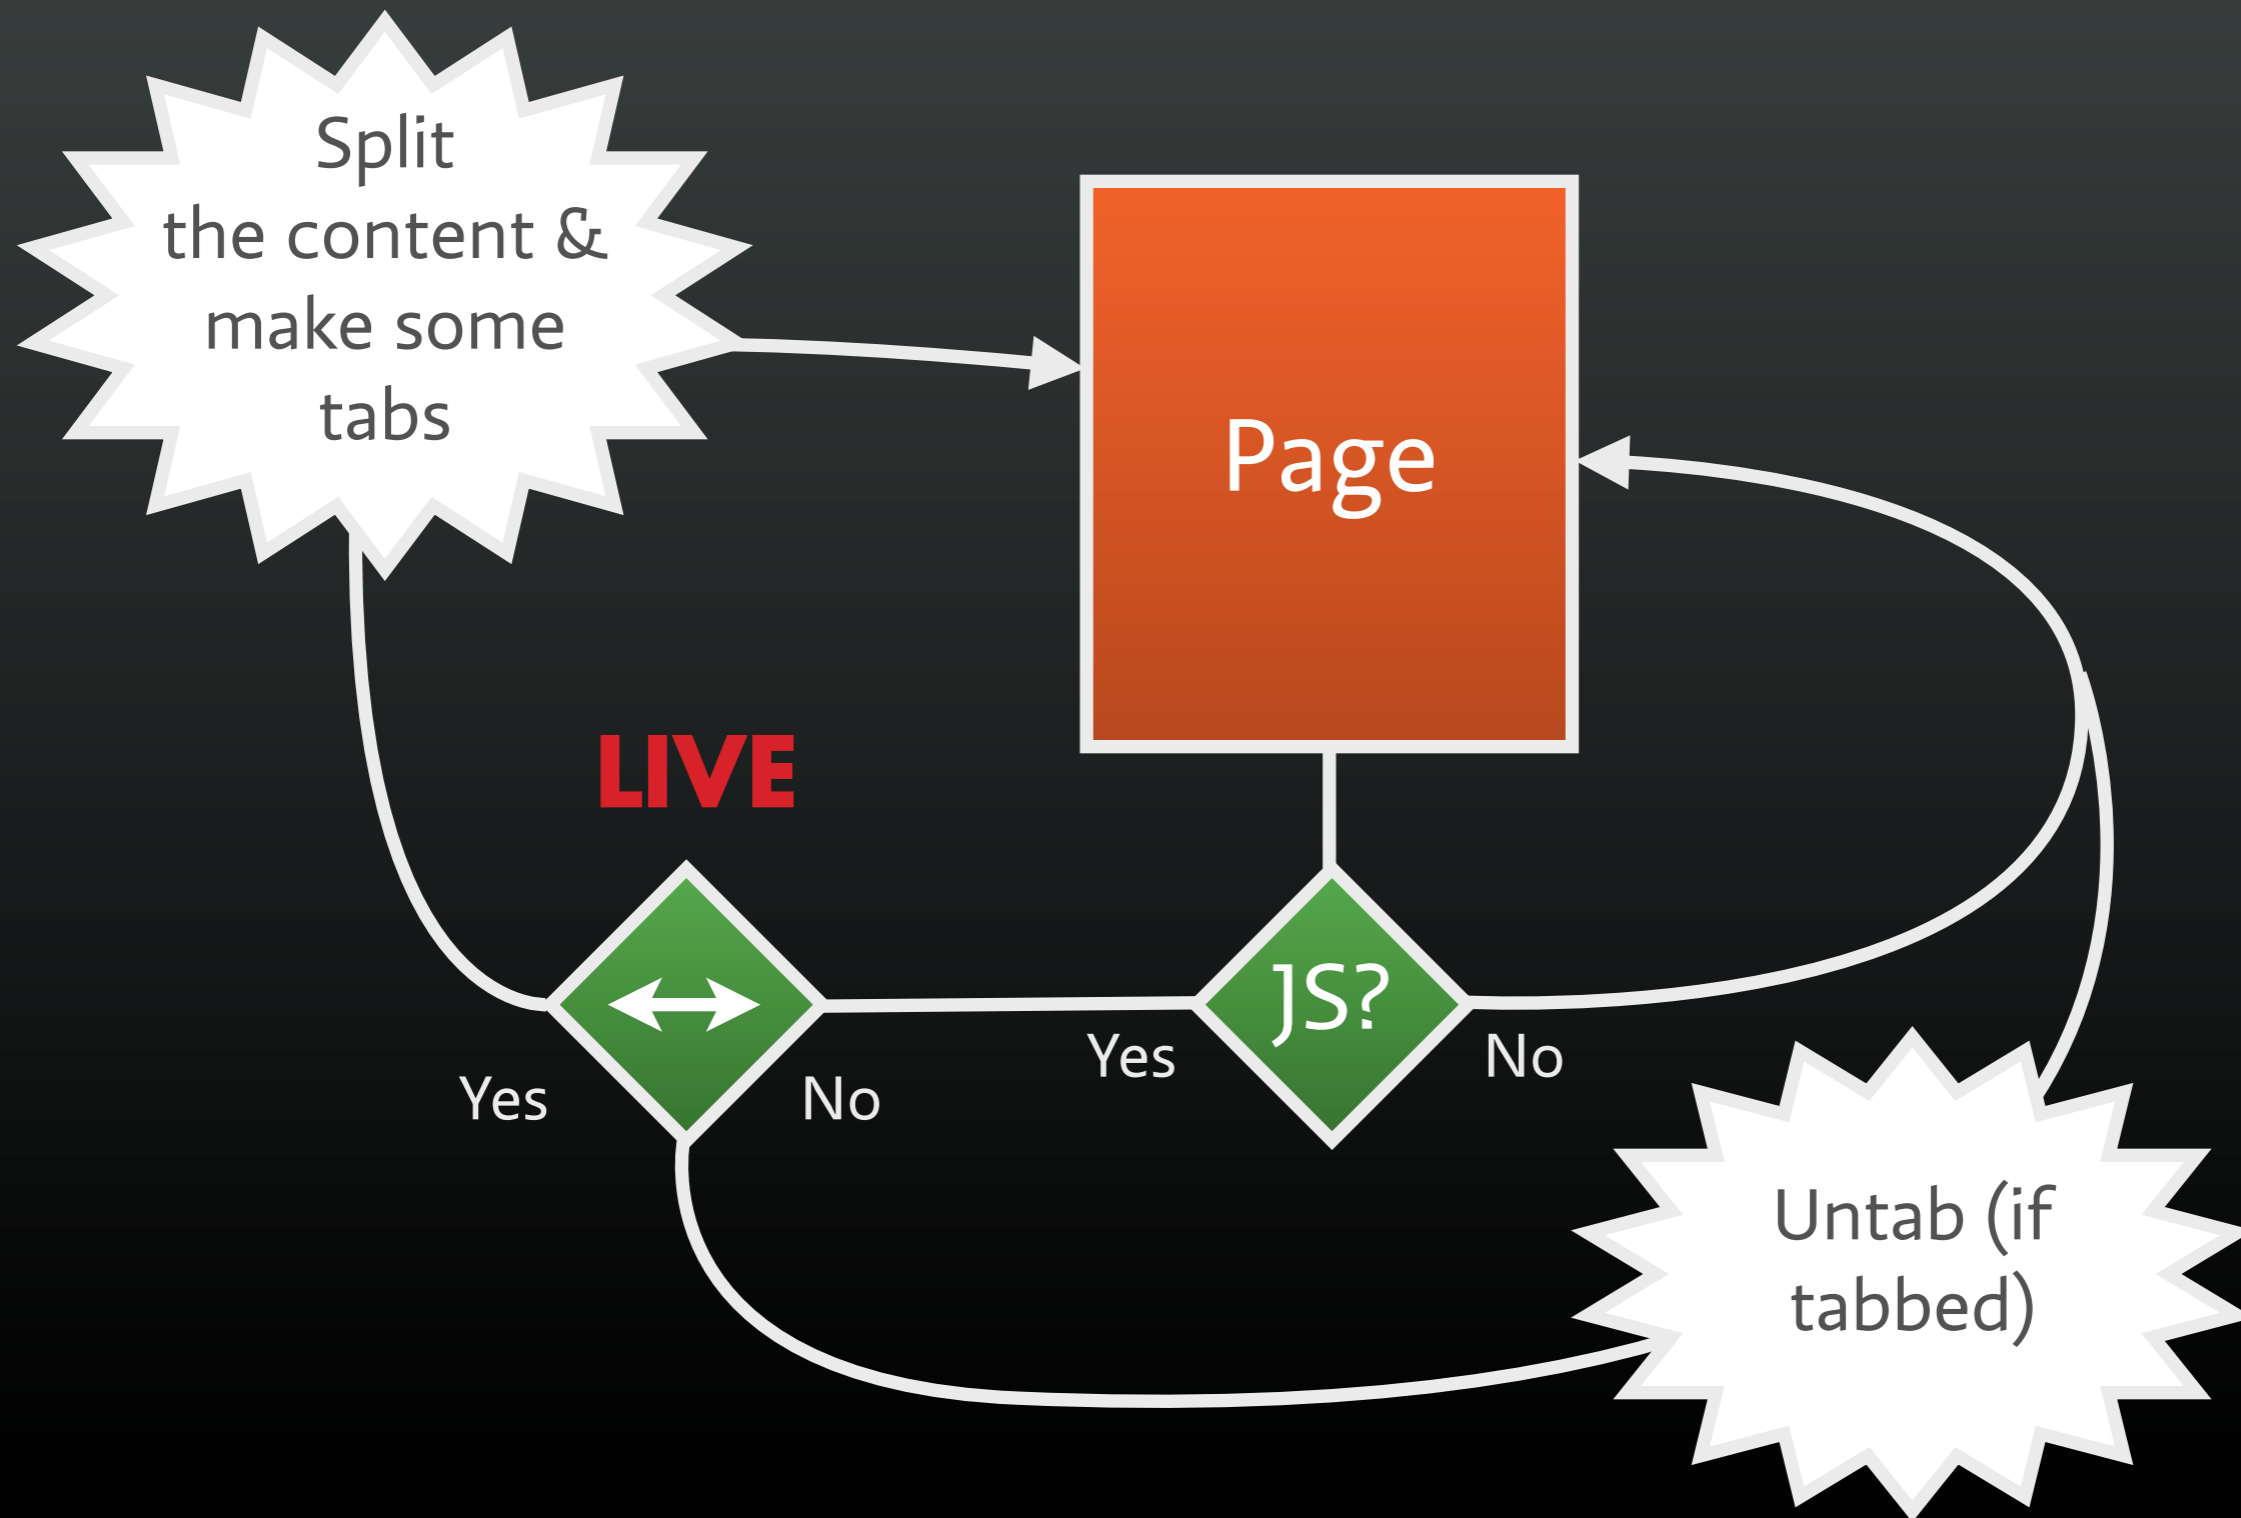 Split
the content &
make some
tabs
Page
LIVE
JS?
Yes
No
Yes
No
Untab (if
tabbed)